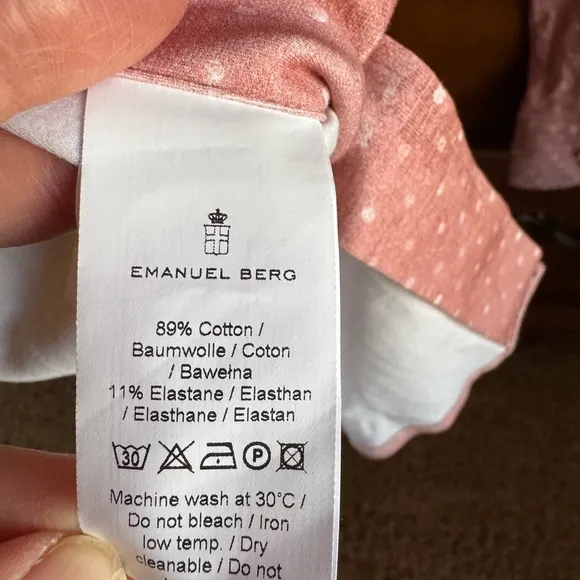 EMANUEL BERG
89% Cotton /
Baumwolle / Coton
/ Bawełna
11% Elastane / Elasthan
/ Elasthane / Elastan
30 P
Machine wash at 30°C /
Do not bleach / Iron
low temp. / Dry
cleanable / Do not